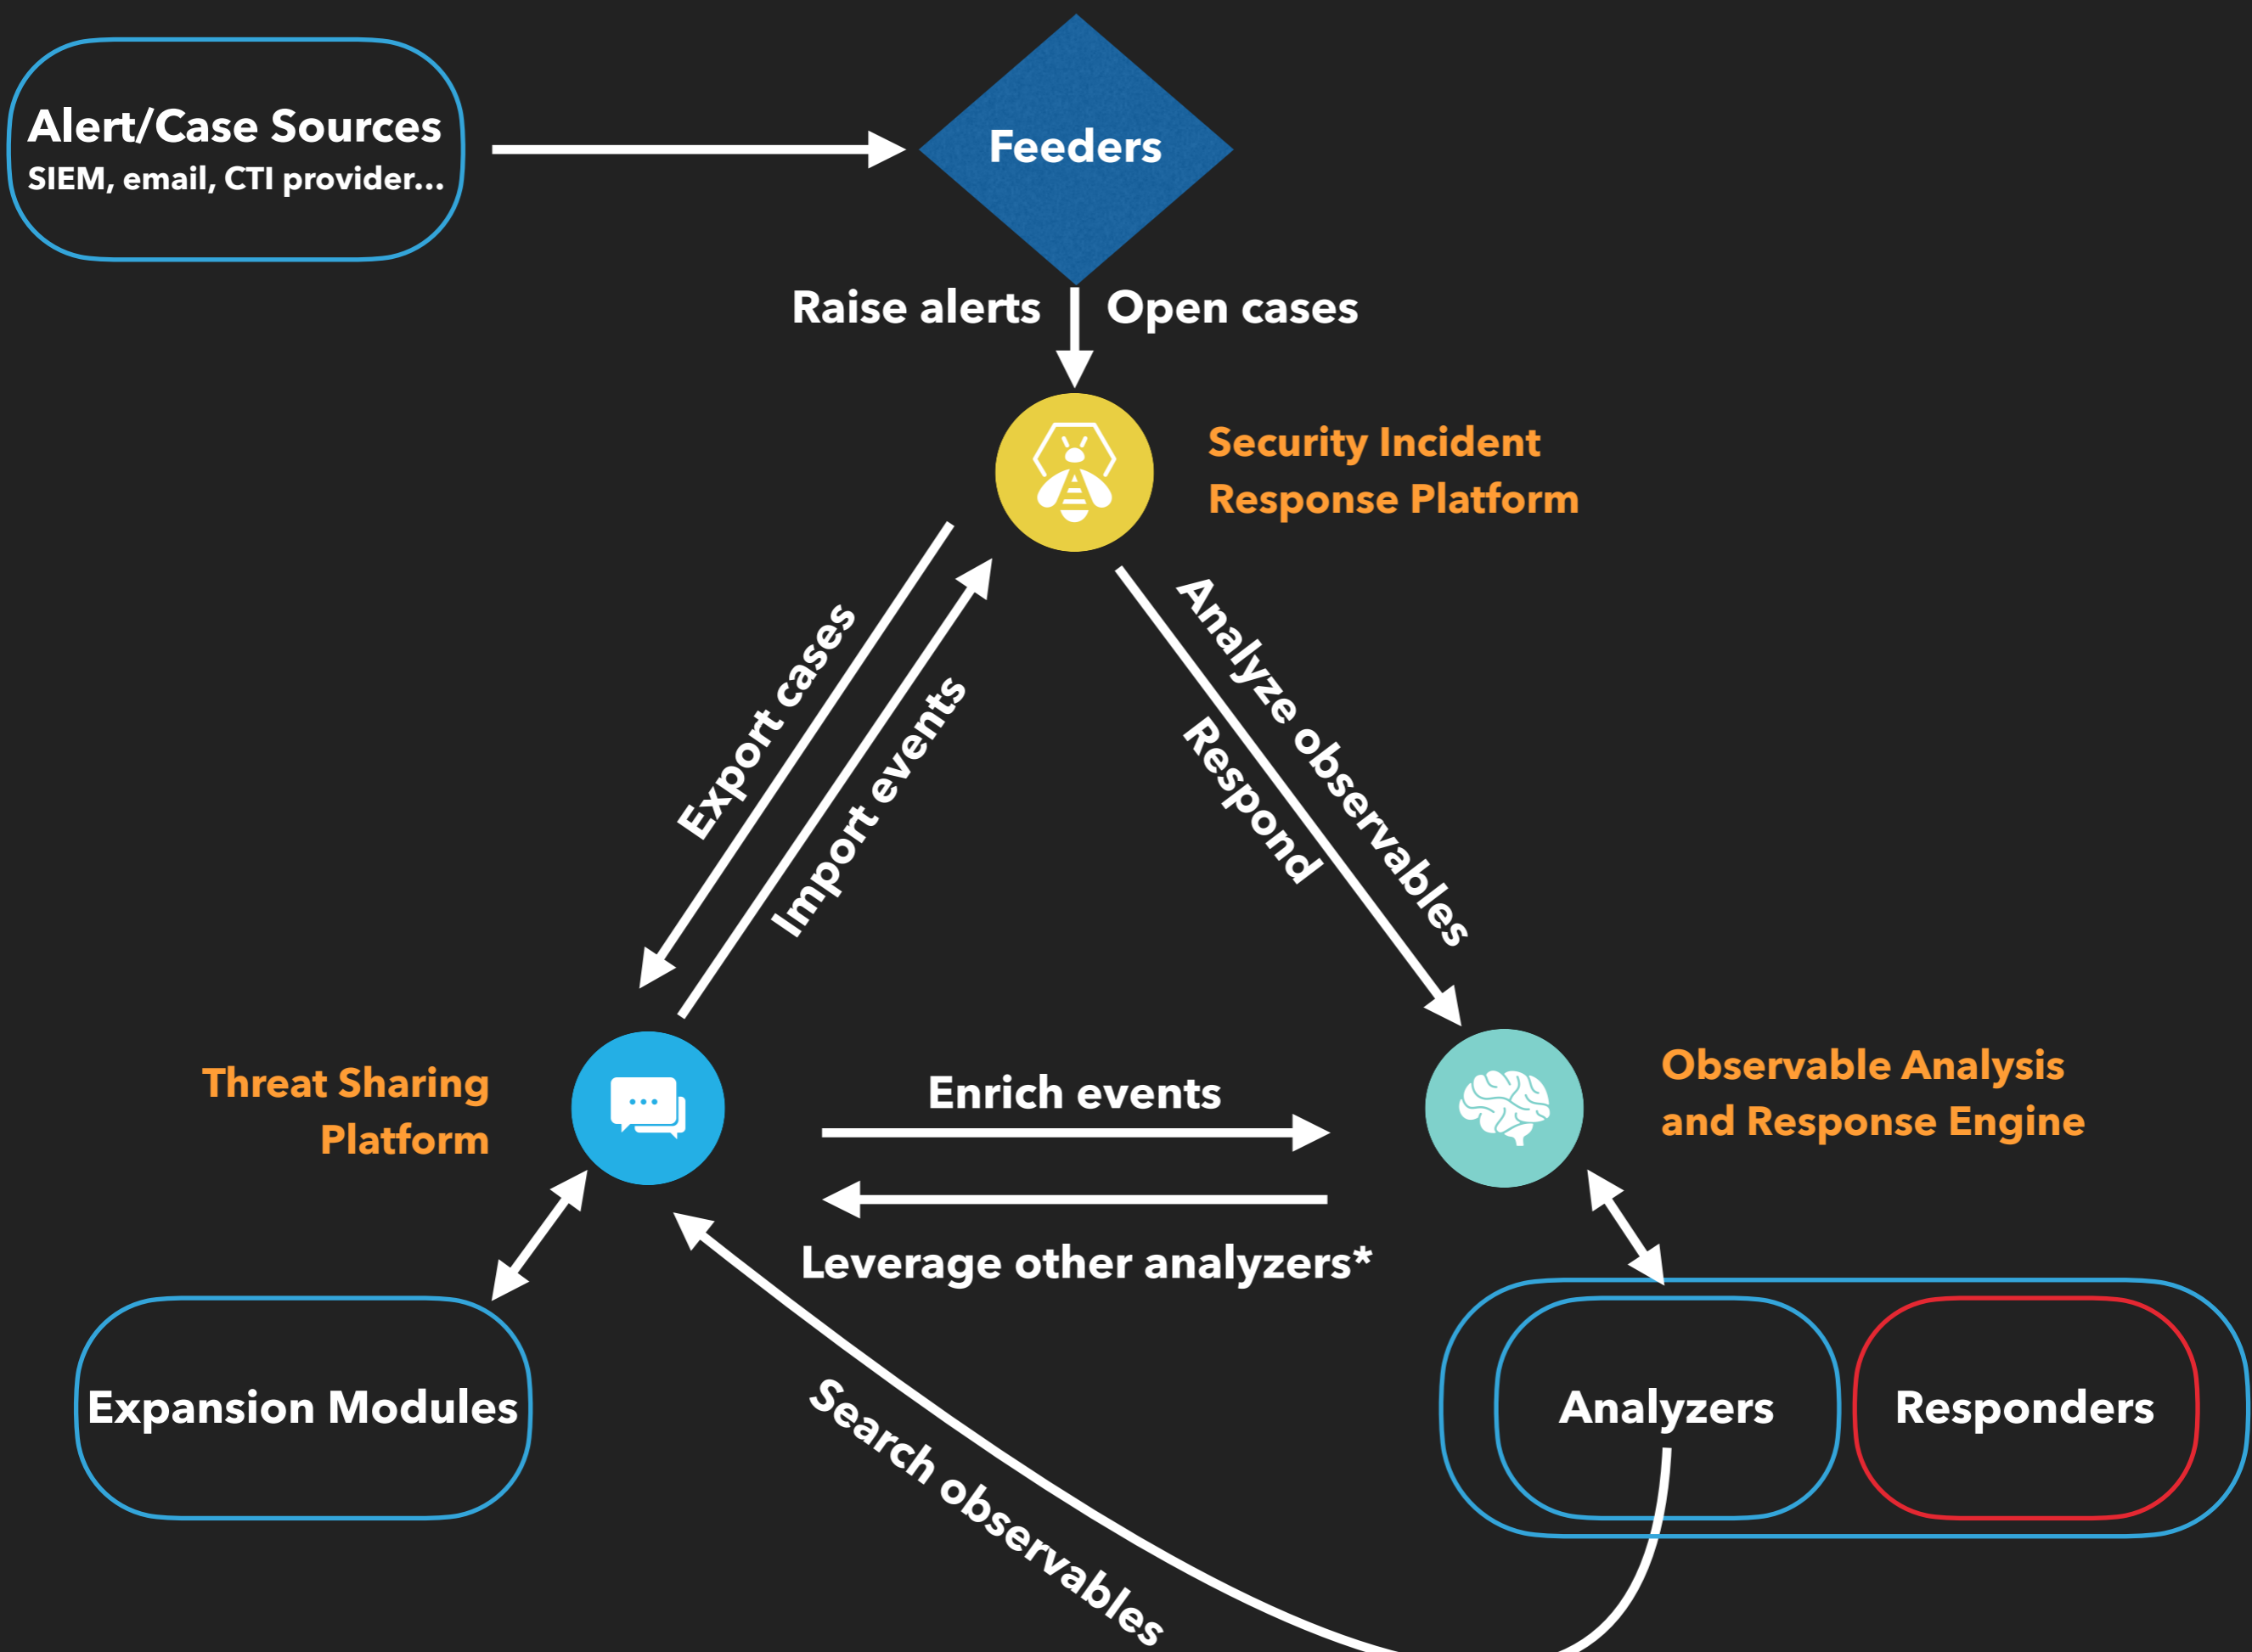 Alert/Case Sources
SIEM, email, CTI provider...
Feeders
Raise alerts
Open cases
Security Incident
Response Platform
Export cases
Import events
Analyze observables
Respond
Threat Sharing
Platform
Enrich events
Observable Analysis
and Response Engine
Leverage other analyzers*
Expansion Modules
Analyzers
Responders
Search observables